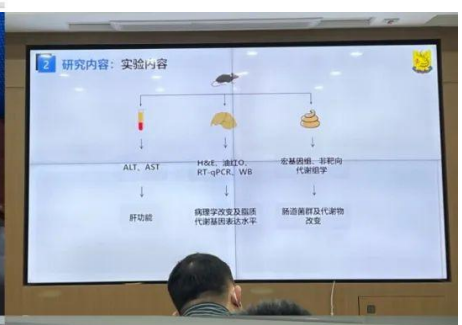 2 研究内容：实验内容
ALT、AST
H&E、油红O、
RT-qPCR、WB
宏基因组、非靶向
代谢组学
肝功能
病理学改变及脂质
代谢基因表达水平
肠道菌群及代谢物
改变